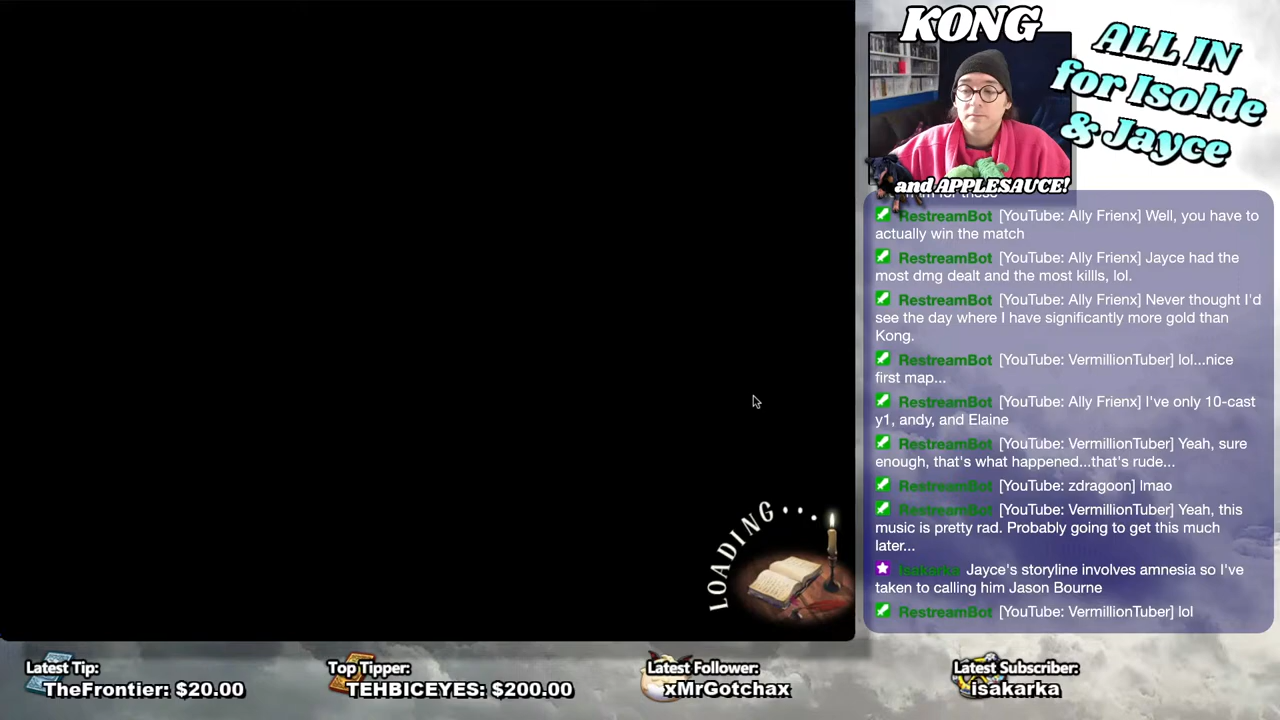 KONG
ALL IN
for Isolde
& Jayce
and APPLESAUCE!
RestreamBot [YouTube: Ally Frienx] Well, you have to
actually win the match
RestreamBot [YouTube: Ally Frienx] Jayce had the
most dmg dealt and the most killls, lol.
RestreamBot [YouTube: Ally Frienx] Never thought I'd
see the day where I have significantly more gold than
Kong.
RestreamBot [YouTube: VermillionTuber] lol...nice
first map...
RestreamBot [YouTube: Ally Frienx] I've only 10-cast
y1, andy, and Elaine
RestreamBot [YouTube: VermillionTuber] Yeah, sure
enough, that's what happened...that's rude...
RestreamBot [YouTube: zdragoon] lmao
RestreamBot [YouTube: VermillionTuber] Yeah, this
music is pretty rad. Probably going to get this much
later...
isakarka Jayce's storyline involves amnesia so I've
taken to calling him Jason Bourne
RestreamBot [YouTube: VermillionTuber] lol
LOADING...
Latest Tip:
TheFrontier: $20.00
Top Tipper:
TEHBICEYES: $200.00
Latest Follower:
xMrGotchax
Latest Subscriber:
isakarka